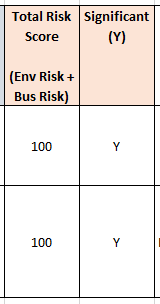 Total Risk Significant
Score (Y)
(Env Risk +
Bus Risk)
100 Y
100 Y